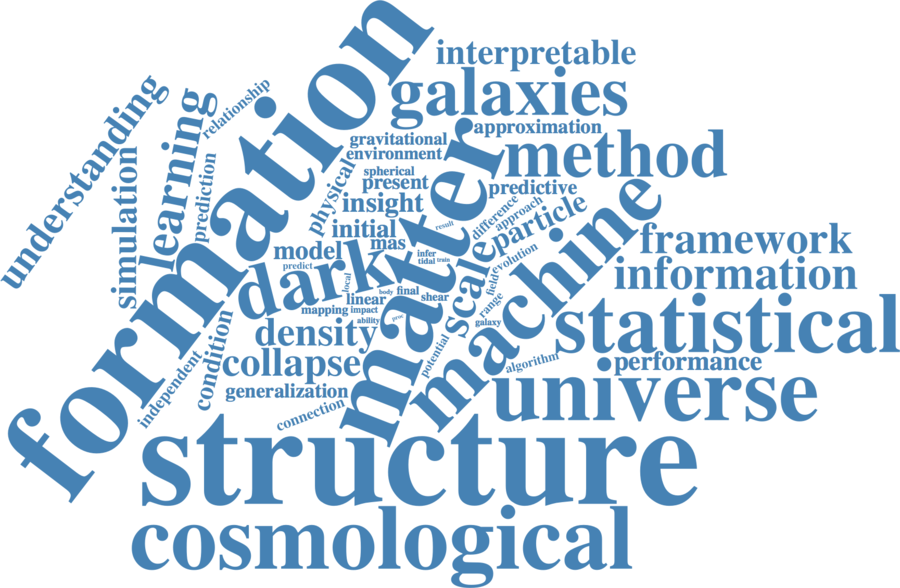 formation
interpretable
galaxies
understanding
learning
relationship
simulation
prediction
approximation
gravitational
environment
method
matter
spherical
present
predictive
physical
insight
difference
approach
particle
machine
initial
result
model
mas
framework
dark
infer
tidal
train
scale
evolution
information
predict
local
body
final
field
linear
shear
range
mapping
impact
statistical
density
ability
proc
galaxy
condition
independent
collapse
potential
algorithm
performance
generalization
universe
connection
structure
cosmological